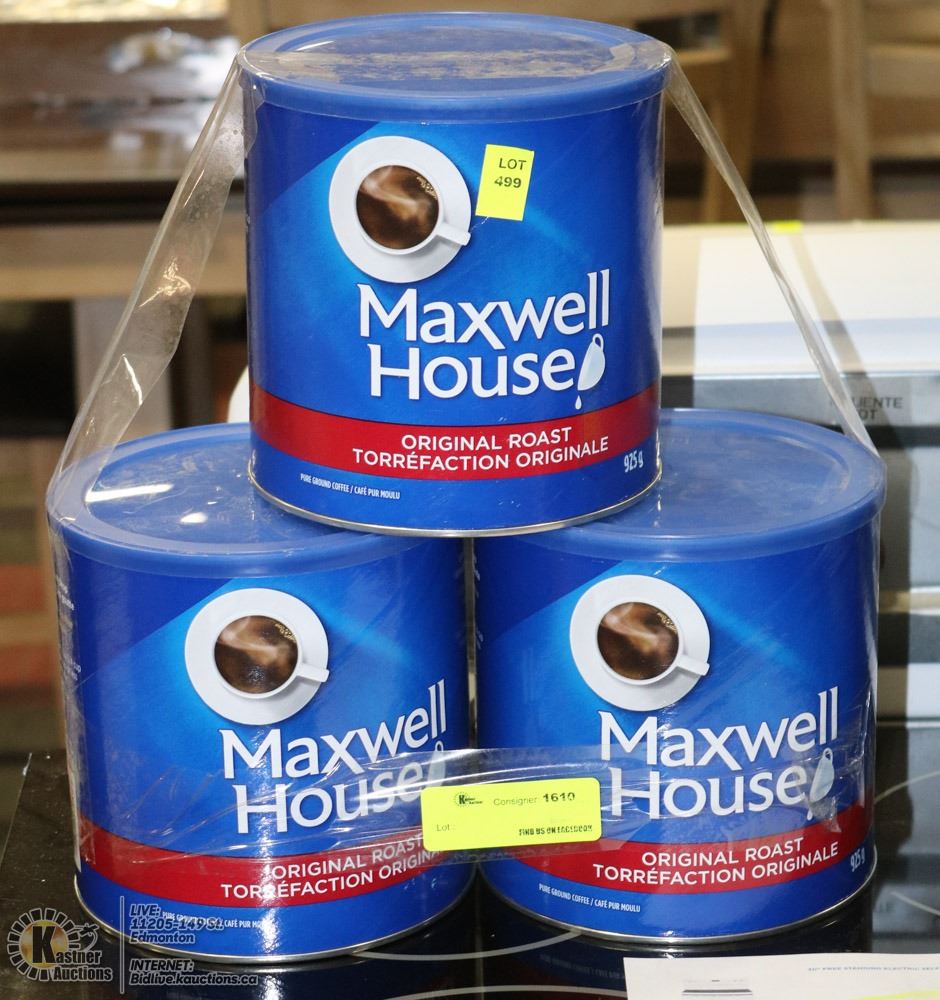 LOT
499
Maxwell
House
ORIGINAL ROAST
TORRÉFACTION ORIGINALE
925 g
PURE GROUND COFFEE / CAFÉ PUR MOULU
Maxwell
House
ORIGINAL ROAST
TORRÉFACTION ORIGINALE
CAFÉ PUR
Maxwell
House
ORIGINAL ROAST
TORRÉFACTION ORIGINALE
925 g
PURE GROUND COFFEE / CAFÉ PUR MOULU
Consigner: 1610
Lot:
FIND US ON FACEBOOK
Kastner
Auctions
LIVE:
11205-149 St.
Edmonton
INTERNET:
Bidlive.kauctions.ca